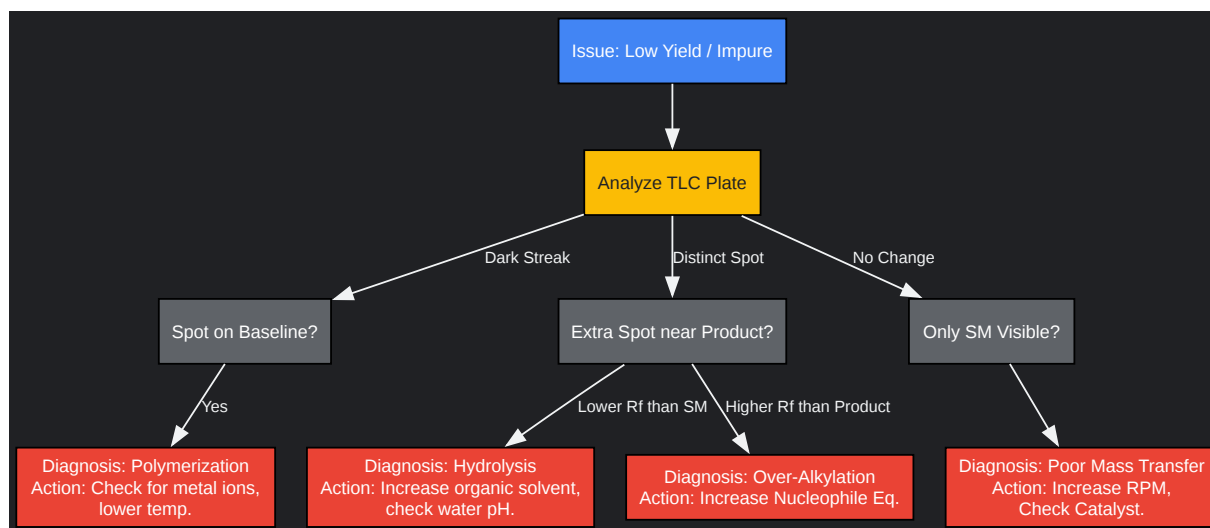 Issue: Low Yield / Impure
Analyze TLC Plate
Dark Streak
Distinct Spot
No Change
Spot on Baseline?
Extra Spot near Product?
Only SM Visible?
Yes
Lower Rf than SM
Higher Rf than Product
Diagnosis: Polymerization
Action: Check for metal ions,
lower temp.
Diagnosis: Hydrolysis
Action: Increase organic solvent,
check water pH.
Diagnosis: Over-Alkylation
Action: Increase Nucleophile Eq.
Diagnosis: Poor Mass Transfer
Action: Increase RPM,
Check Catalyst.